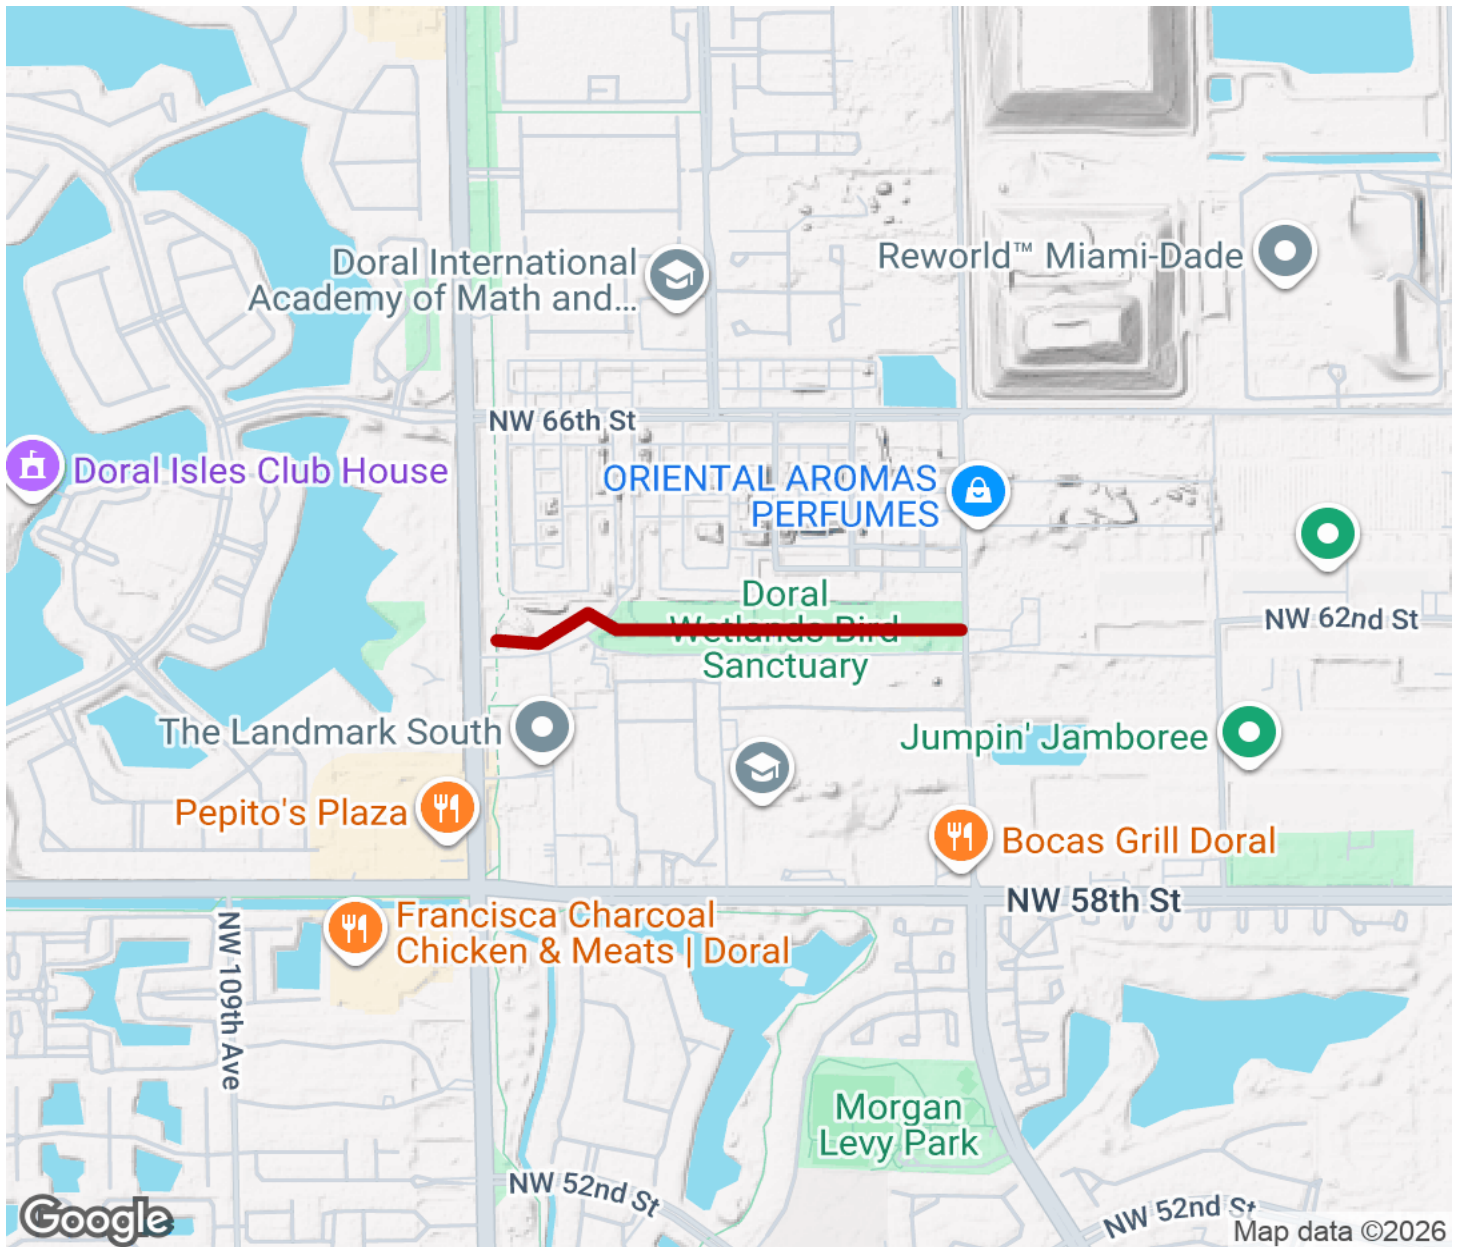 Doral International
Academy of Math and...
Reworld™ Miami-Dade
NW 66th St
Doral Isles Club House
ORIENTAL AROMAS
PERFUMES
Doral
Wetlands Bird
Sanctuary
NW 62nd St
The Landmark South
Jumpin' Jamboree
Pepito's Plaza
Bocas Grill Doral
NW 58th St
Francisca Charcoal
Chicken & Meats | Doral
NW 109th Ave
Morgan
Levy Park
NW 52nd St
NW 52nd St
Google
Map data ©2026